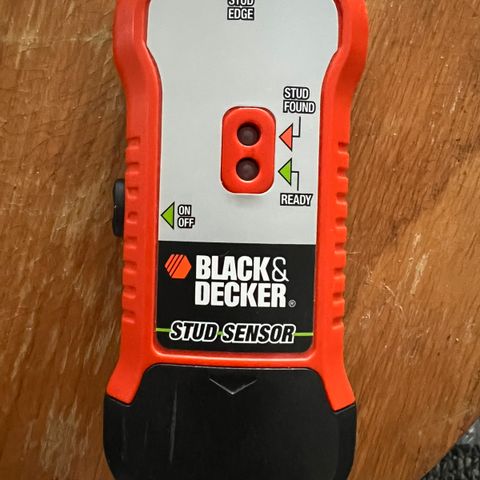 STUD
EDGE
STUD
FOUND
READY
ON
OFF
BLACK&
DECKER®
STUD SENSOR